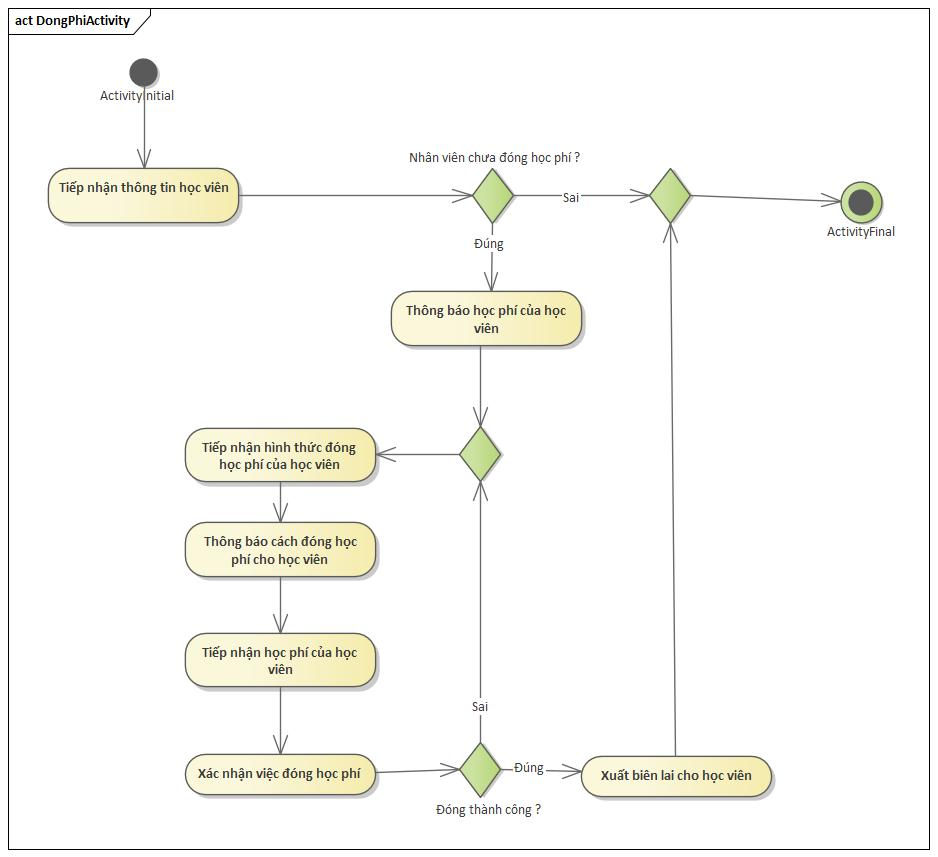 act DongPhiActivity
ActivityInitial
Nhân viên chưa đóng học phí ?
Tiếp nhận thông tin học viên
Sai
ActivityFinal
Đúng
Thông báo học phí của học
viên
Tiếp nhận hình thức đóng
học phí của học viên
Thông báo cách đóng học
phí cho học viên
Tiếp nhận học phí của học
viên
Sai
Xác nhận việc đóng học phí
Đúng
Xuất biên lai cho học viên
Đóng thành công ?